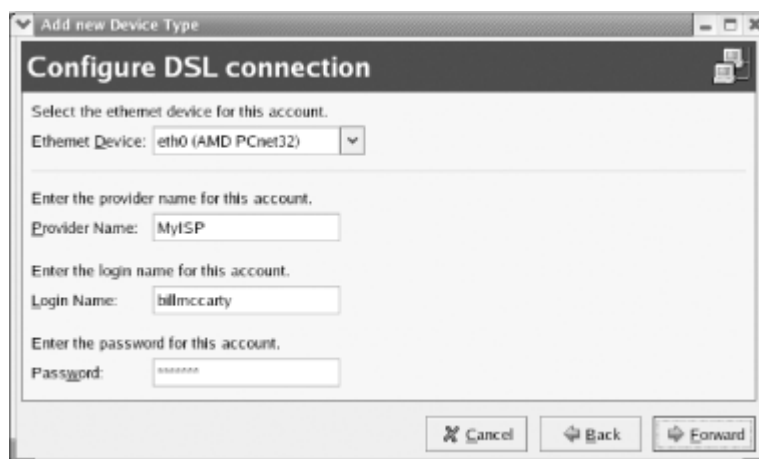 Add new Device Type
Configure DSL connection
Select the ethernet device for this account.
Ethernet Device: eth0 (AMD PCnet32)
Enter the provider name for this account.
Provider Name: MyISP
Enter the login name for this account.
Login Name: billmccarty
Enter the password for this account.
Password: *******
Cancel Back Forward